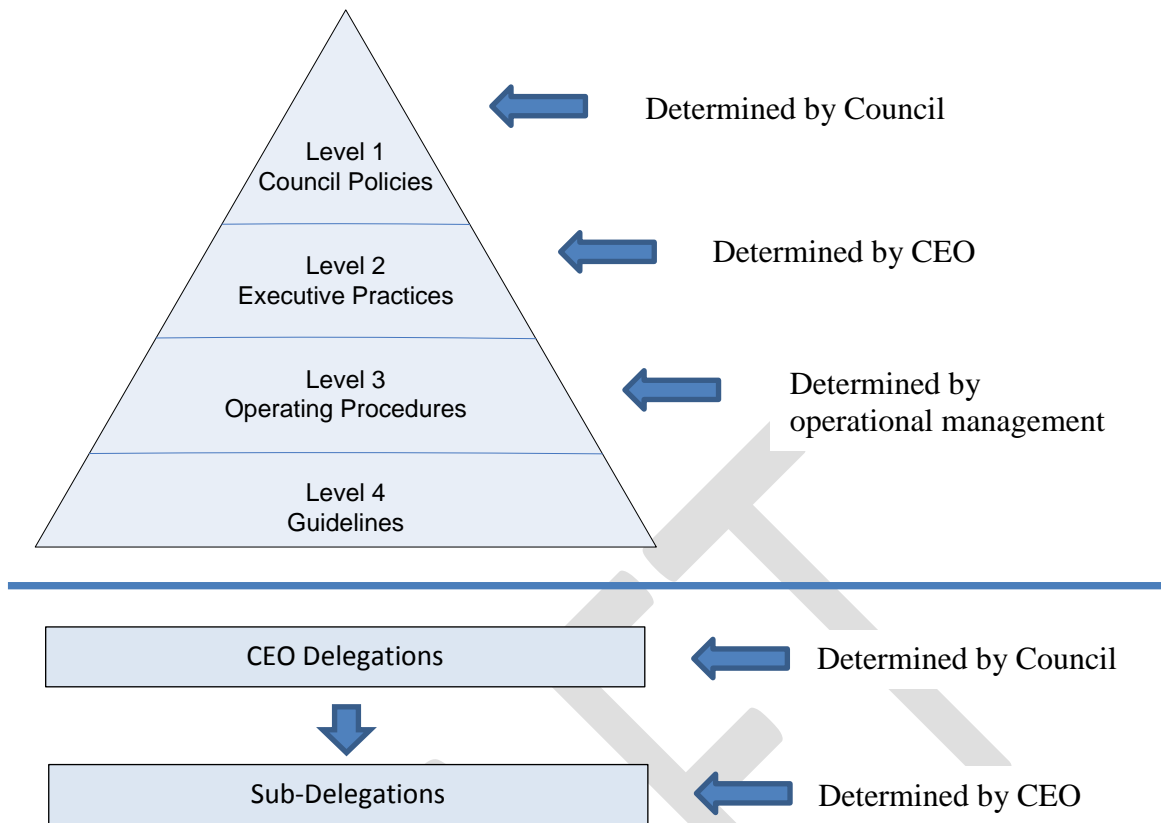 Determined by Council
Level 1
Council Policies
Determined by CEO
Level 2
Executive Practices
Level 3
Operating Procedures
Determined by
operational management
Level 4
Guidelines
CEO Delegations
Determined by Council
Sub-Delegations
Determined by CEO